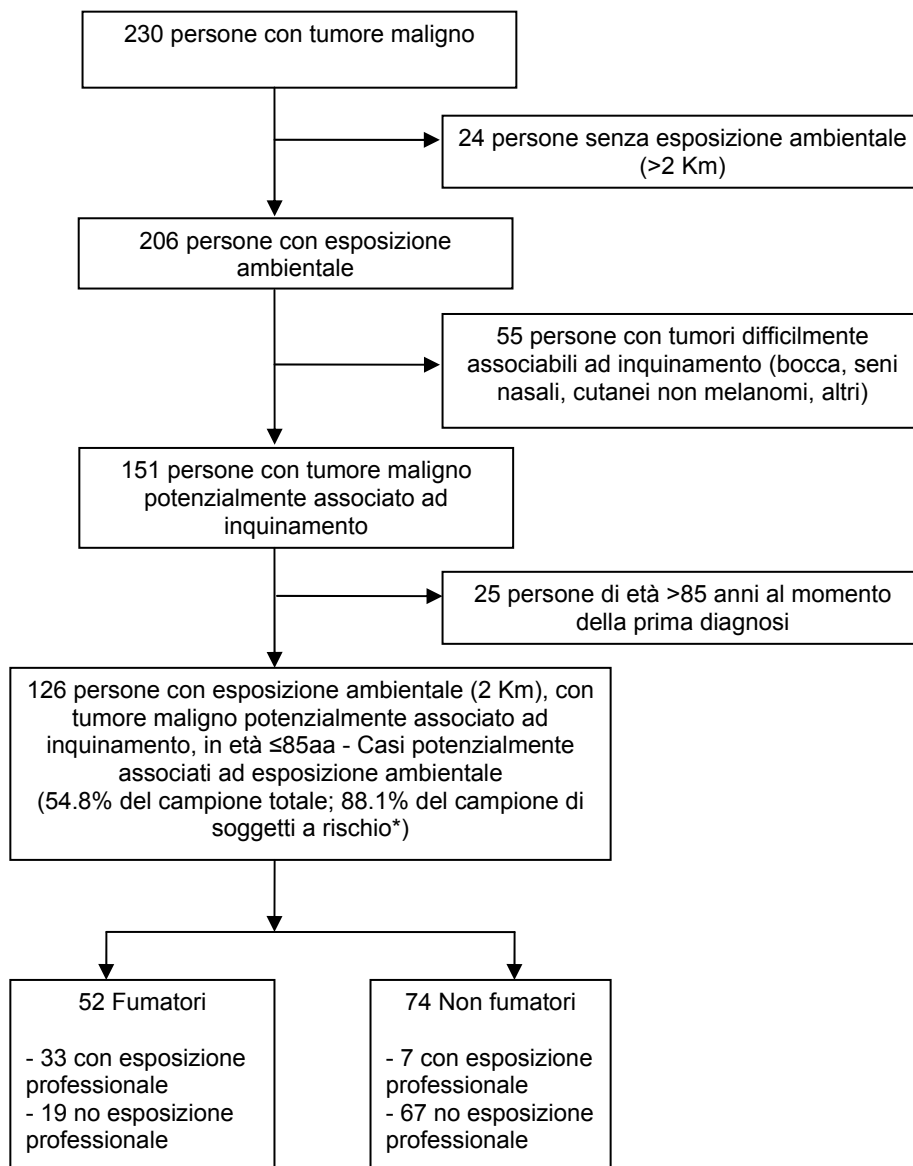 230 persone con tumore maligno
24 persone senza esposizione ambientale
(>2 Km)
206 persone con esposizione
ambientale
55 persone con tumori difficilmente
associabili ad inquinamento (bocca, seni
nasali, cutanei non melanomi, altri)
151 persone con tumore maligno
potenzialmente associato ad
inquinamento
25 persone di età >85 anni al momento
della prima diagnosi
126 persone con esposizione ambientale (2 Km), con
tumore maligno potenzialmente associato ad
inquinamento, in età ≤85aa - Casi potenzialmente
associati ad esposizione ambientale
(54.8% del campione totale; 88.1% del campione di
soggetti a rischio*)
52 Fumatori
- 33 con esposizione
professionale
- 19 no esposizione
professionale
74 Non fumatori
- 7 con esposizione
professionale
- 67 no esposizione
professionale